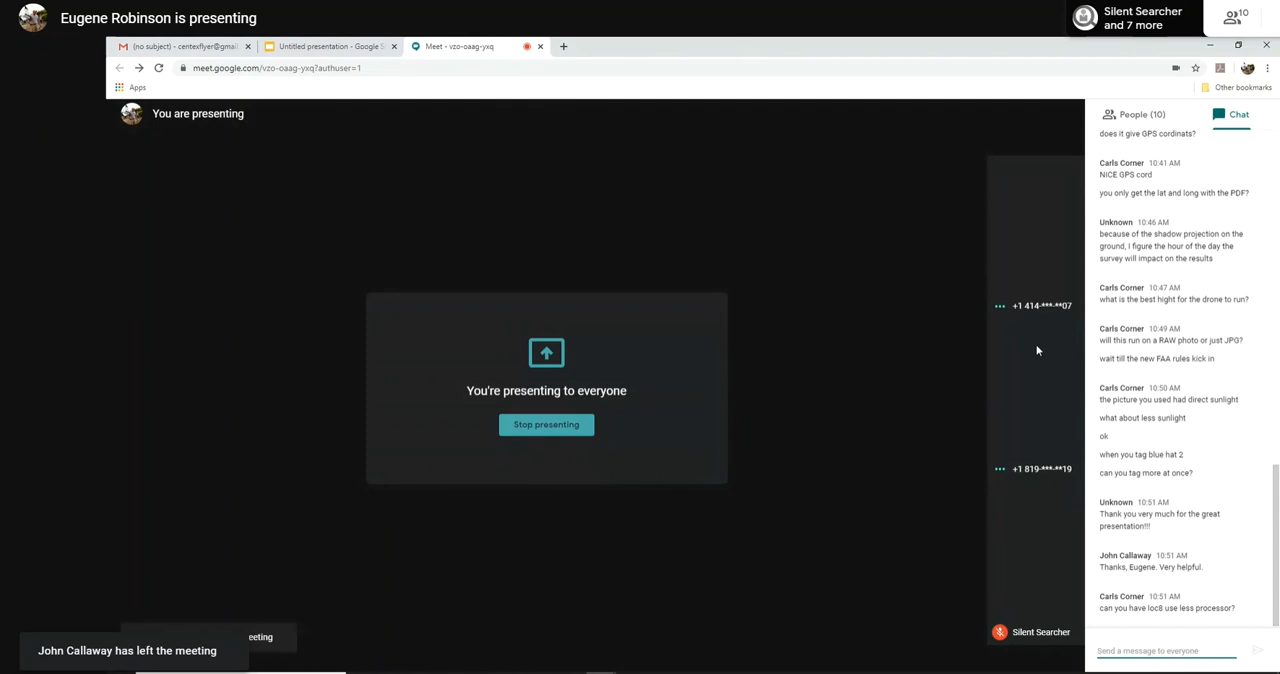 Eugene Robinson is presenting
Silent Searcher
and 7 more
10
(no subject) - centexflyer@gmai
Untitled presentation - Google S
Meet - vzo-oaag-yxq
meet.google.com/vzo-oaag-yxq?authuser=1
Apps
Other bookmarks
You are presenting
You're presenting to everyone
Stop presenting
+1 414-***-**07
+1 819-***-**19
Silent Searcher
eeting
John Callaway has left the meeting
People (10)
Chat
does it give GPS cordinats?
Carls Corner 10:41 AM
NICE GPS cord
you only get the lat and long with the PDF?
Unknown 10:46 AM
because of the shadow projection on the
ground, I figure the hour of the day the
survey will impact on the results
Carls Corner 10:47 AM
what is the best hight for the drone to run?
Carls Corner 10:49 AM
will this run on a RAW photo or just JPG?
wait till the new FAA rules kick in
Carls Corner 10:50 AM
the picture you used had direct sunlight
what about less sunlight
ok
when you tag blue hat 2
can you tag more at once?
Unknown 10:51 AM
Thank you very much for the great
presentation!!!
John Callaway 10:51 AM
Thanks, Eugene. Very helpful.
Carls Corner 10:51 AM
can you have loc8 use less processor?
Send a message to everyone